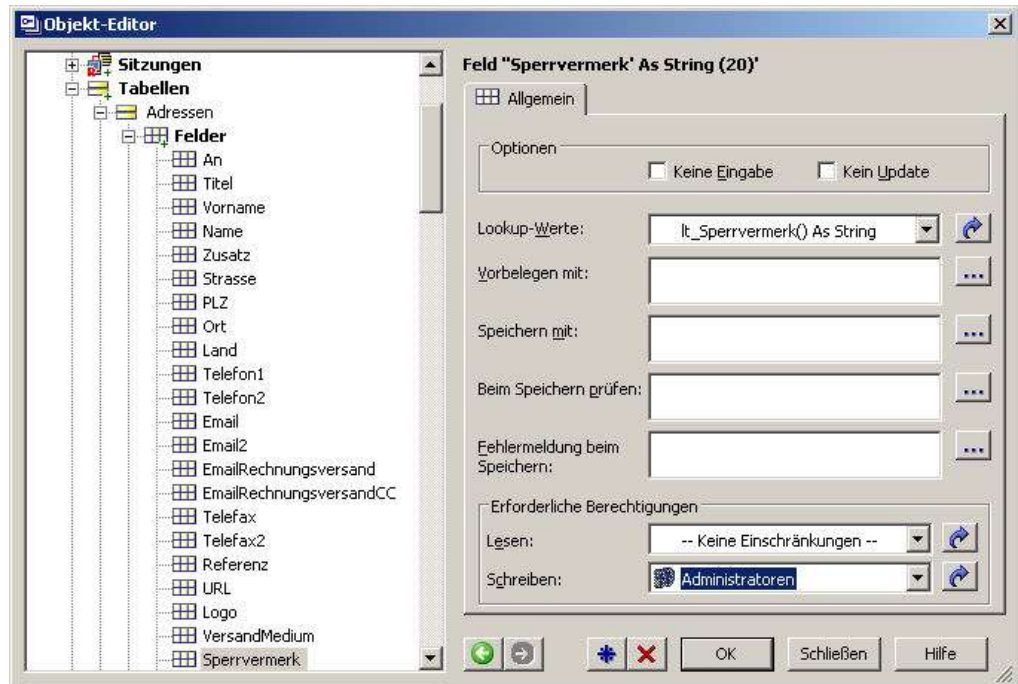 Objekt-Editor
Sitzungen
Tabellen
Adressen
Felder
An
Titel
Vorname
Name
Zusatz
Strasse
PLZ
Ort
Land
Telefon1
Telefon2
Email
Email2
EmailRechnungsversand
EmailRechnungsversandCC
Telefax
Telefax2
Referenz
URL
Logo
VersandMedium
Sperrvermerk
Feld "Sperrvermerk' As String (20)'
Allgemein
Optionen
Keine Eingabe Kein Update
Lookup-Werte: lt_Sperrvermerk() As String
Vorbelegen mit: ...
Speichern mit: ...
Beim Speichern prüfen: ...
Fehlermeldung beim ...
Speichern:
Erforderliche Berechtigungen
Lesen: -- Keine Einschränkungen --
Schreiben: Administratoren
OK Schließen Hilfe